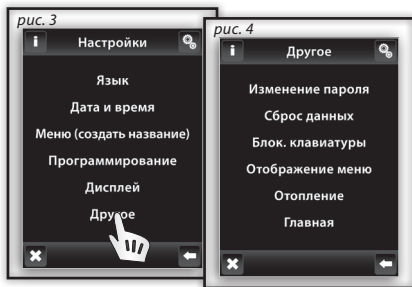 рис. 3
Настройки
Язык
Дата и время
Меню (создать название)
Программирование
Дисплей
Другое
рис. 4
Другое
Изменение пароля
Сброс данных
Блок. клавиатуры
Отображение меню
Отопление
Главная